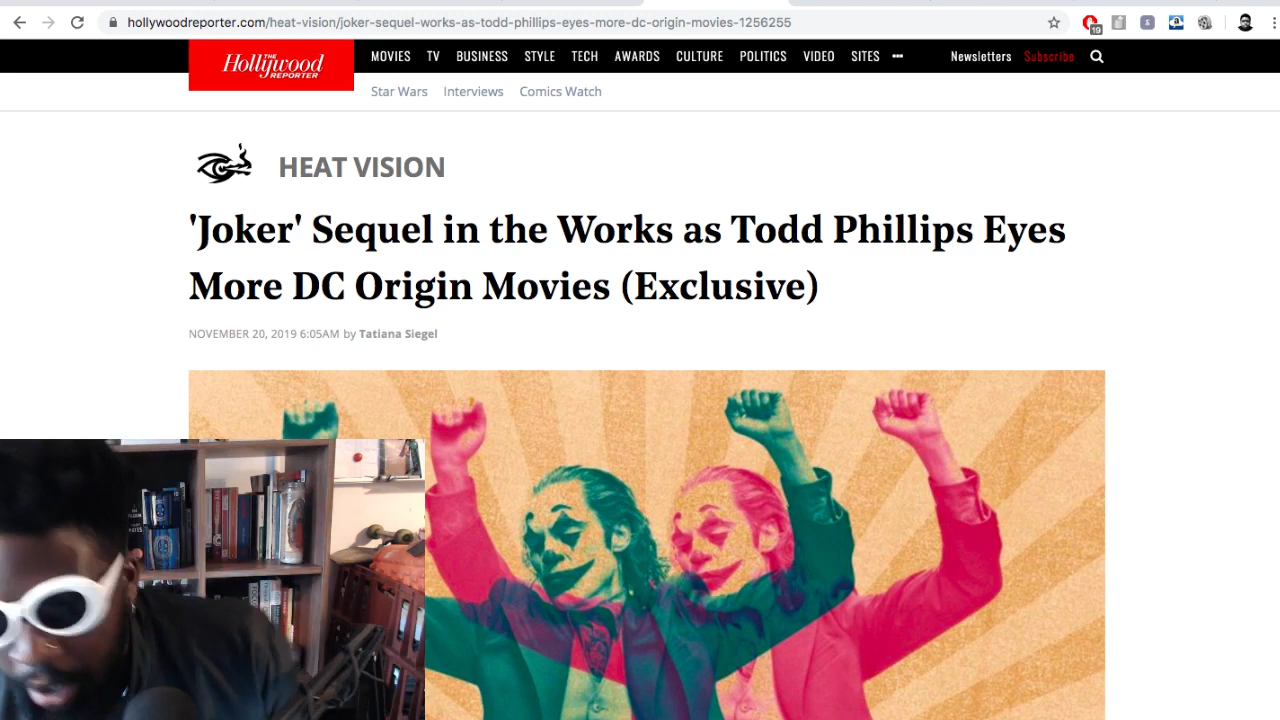 hollywoodreporter.com/heat-vision/joker-sequel-works-as-todd-phillips-eyes-more-dc-origin-movies-1256255
19
THE
Hollywood
REPORTER
MOVIES TV BUSINESS STYLE TECH AWARDS CULTURE POLITICS VIDEO SITES •••
Newsletters Subscribe
Star Wars Interviews Comics Watch
HEAT VISION
'Joker' Sequel in the Works as Todd Phillips Eyes
More DC Origin Movies (Exclusive)
NOVEMBER 20, 2019 6:05AM by Tatiana Siegel